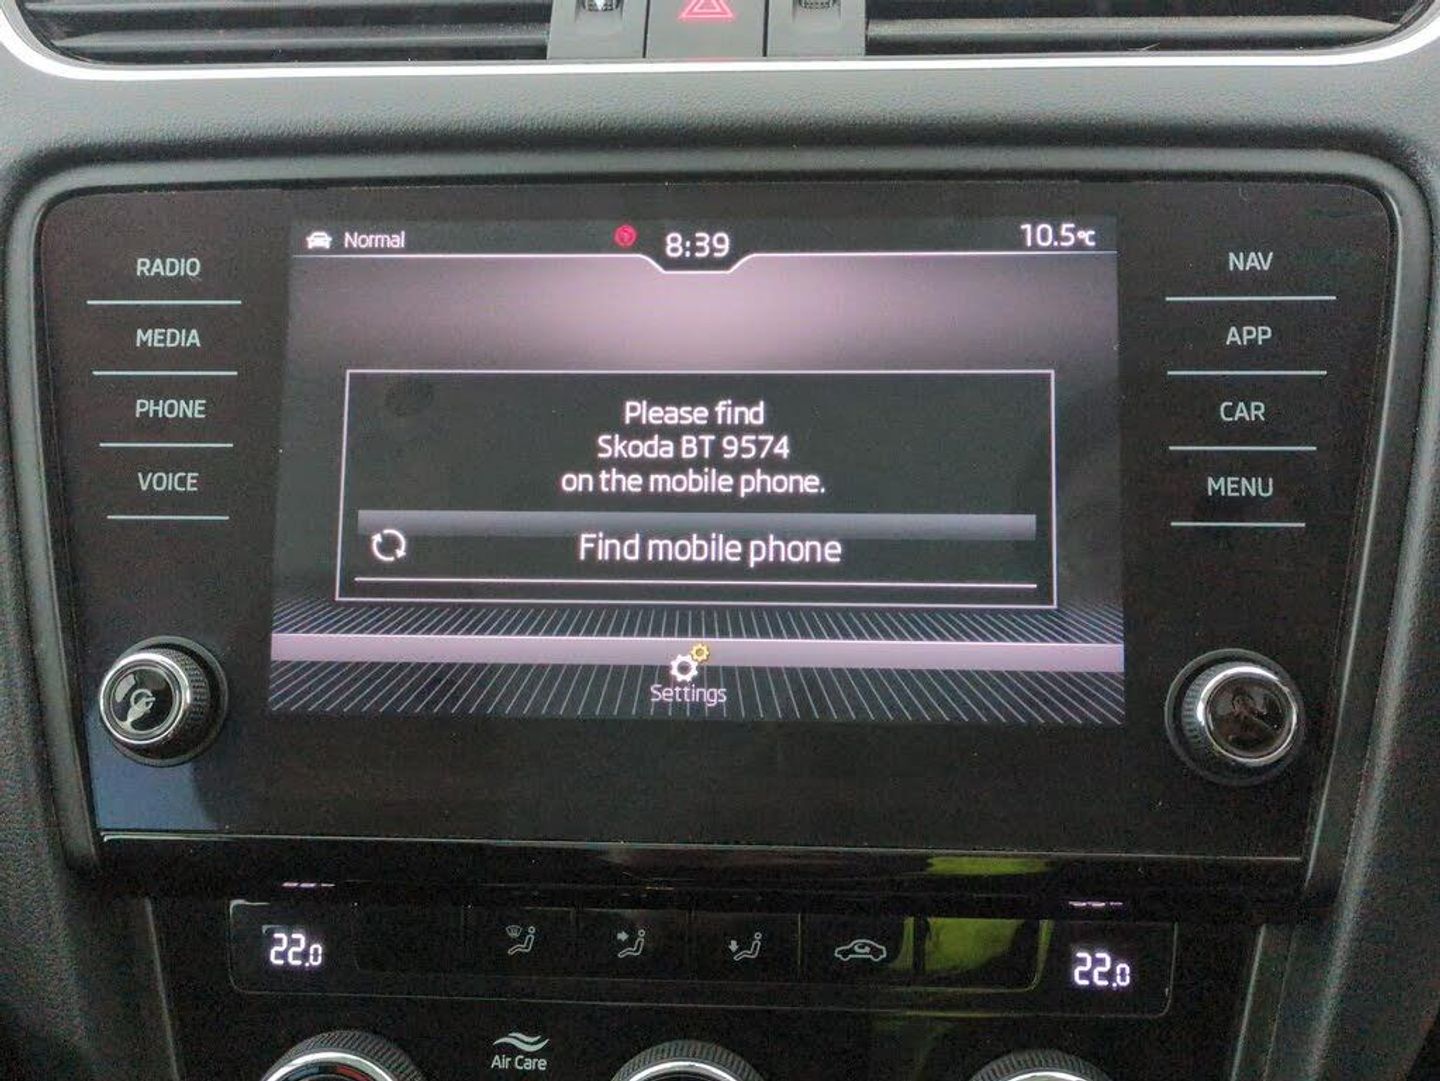 Normal
8:39
10.5°C
RADIO
MEDIA
PHONE
VOICE
NAV
APP
CAR
MENU
Please find
Skoda BT 9574
on the mobile phone.
Find mobile phone
Settings
22.0
22.0
Air Care